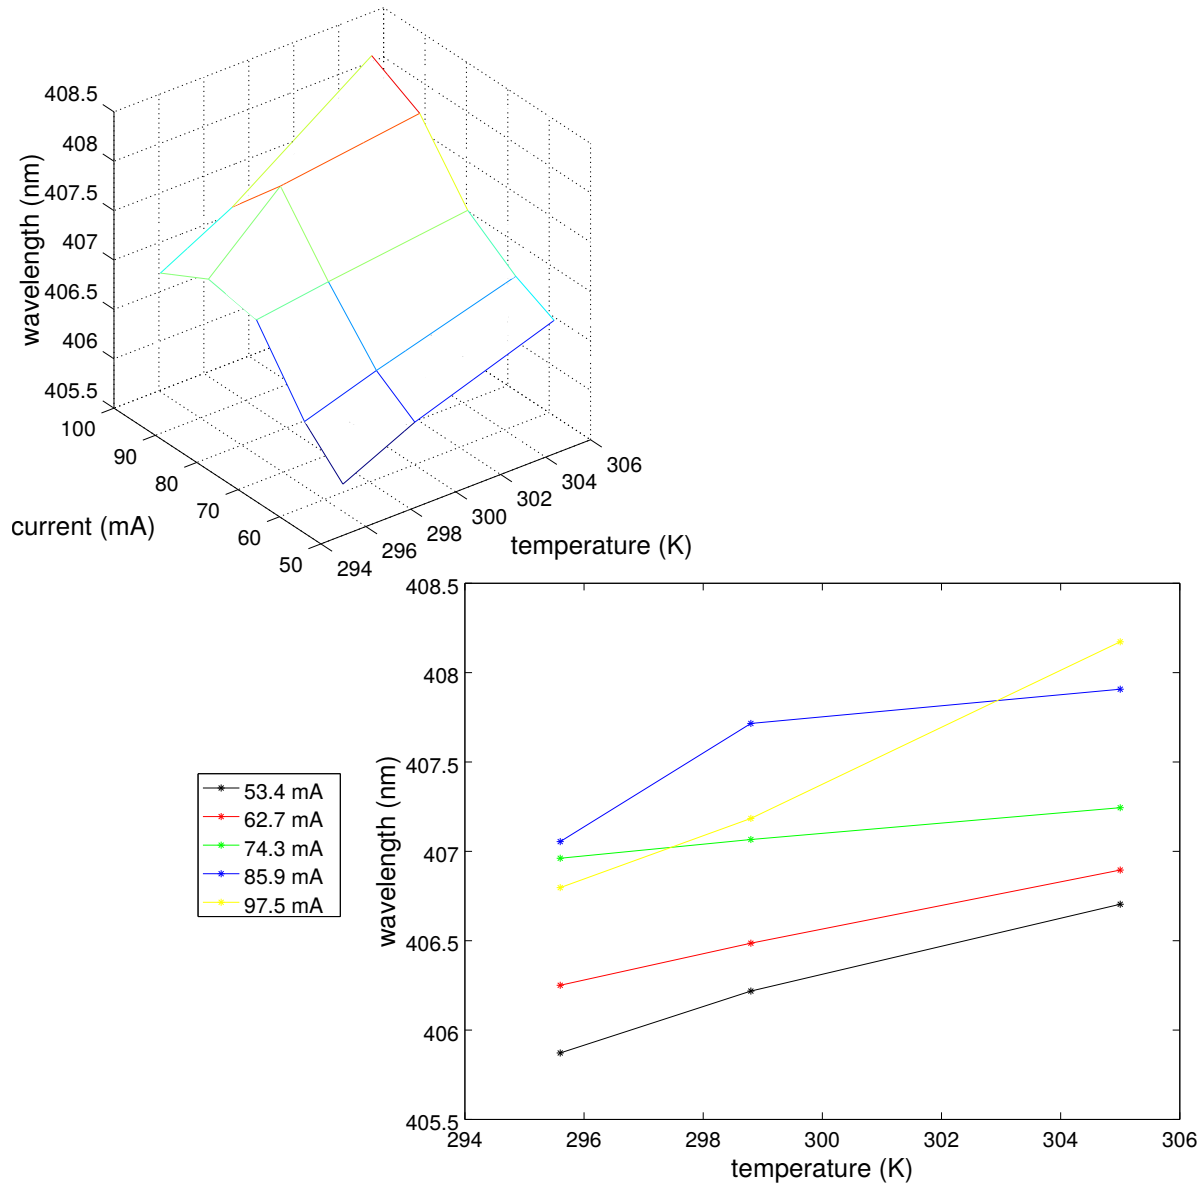 408.5
408
407.5
407
406.5
406
405.5
wavelength (nm)
100
90
80
70
60
50
current (mA)
294
296
298
300
302
304
306
temperature (K)
408.5
408
407.5
407
406.5
406
405.5
wavelength (nm)
53.4 mA
62.7 mA
74.3 mA
85.9 mA
97.5 mA
294 296 298 300 302 304 306
temperature (K)